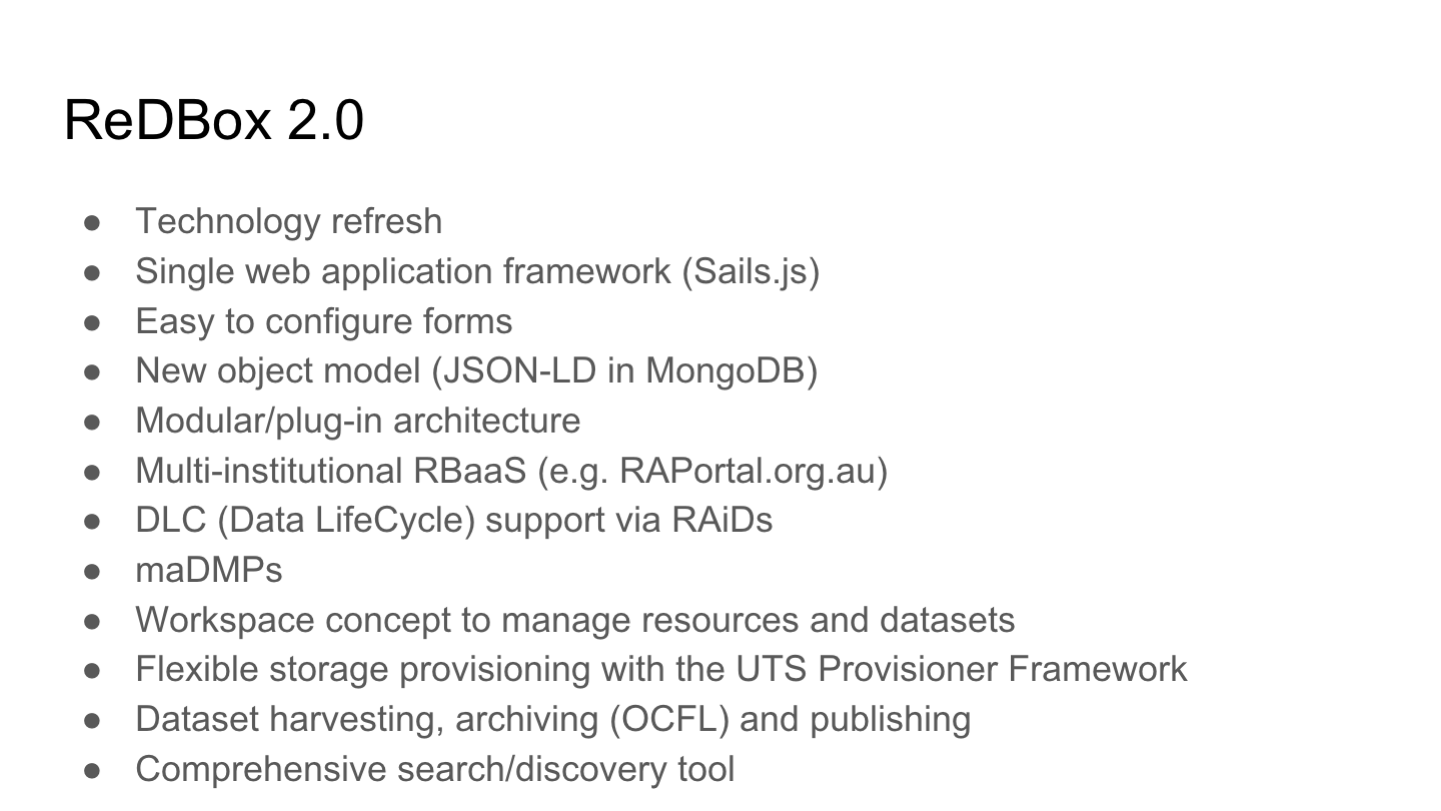 ReDBox 2.0
● Technology refresh
● Single web application framework (Sails.js)
● Easy to configure forms
● New object model (JSON-LD in MongoDB)
● Modular/plug-in architecture
● Multi-institutional RBaaS (e.g. RAPortal.org.au)
● DLC (Data LifeCycle) support via RAiDs
● maDMPs
● Workspace concept to manage resources and datasets
● Flexible storage provisioning with the UTS Provisioner Framework
● Dataset harvesting, archiving (OCFL) and publishing
● Comprehensive search/discovery tool